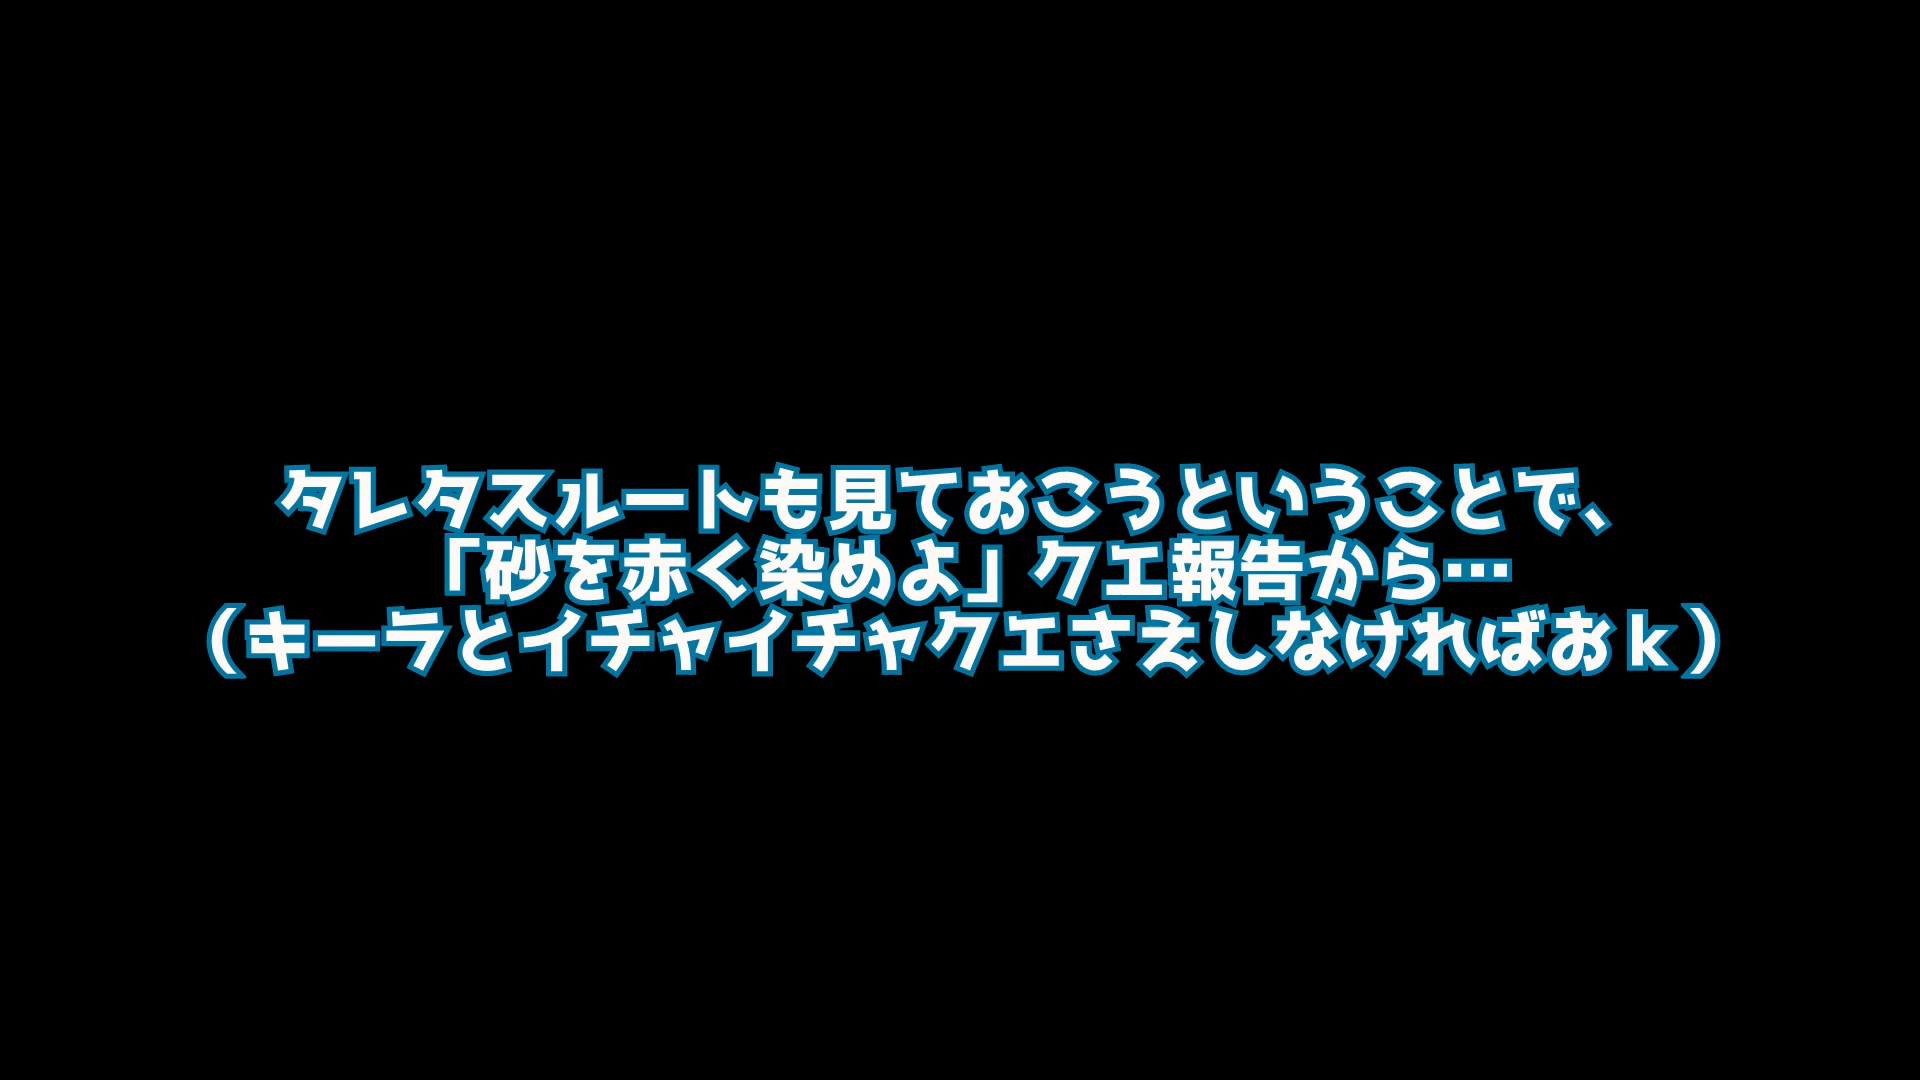 タレタスルートも見ておこうということで、
「砂を赤く染めよ」クエ報告から…
（キーラとイチャイチャクエさえしなければおｋ）